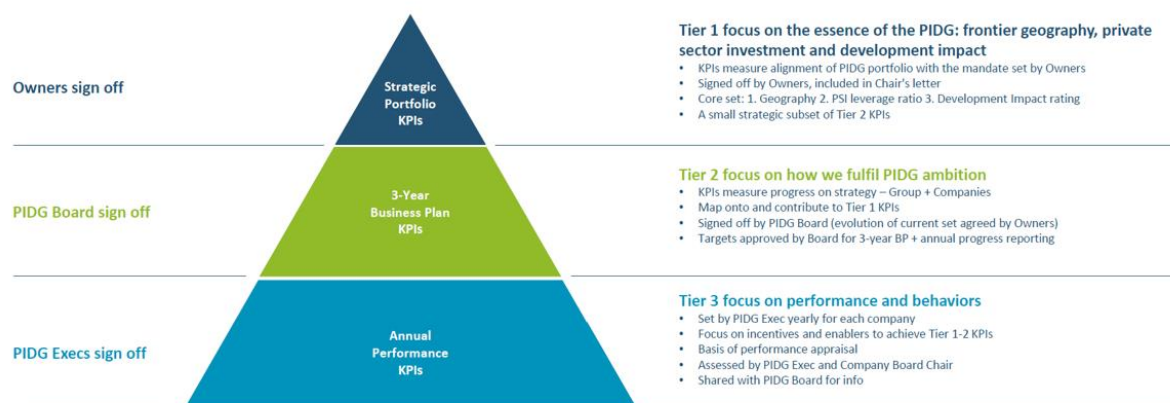 Owners sign off
Strategic
Portfolio
KPIs
Tier 1 focus on the essence of the PIDG: frontier geography, private
sector investment and development impact
• KPIs measure alignment of PIDG portfolio with the mandate set by Owners
• Signed off by Owners, included in Chair's letter
• Core set: 1. Geography 2. PSI leverage ratio 3. Development Impact rating
• A small strategic subset of Tier 2 KPIs
PIDG Board sign off
3-Year
Business Plan
KPIs
Tier 2 focus on how we fulfil PIDG ambition
• KPIs measure progress on strategy – Group + Companies
• Map onto and contribute to Tier 1 KPIs
• Signed off by PIDG Board (evolution of current set agreed by Owners)
• Targets approved by Board for 3-year BP + annual progress reporting
PIDG Execs sign off
Annual
Performance
KPIs
Tier 3 focus on performance and behaviors
• Set by PIDG Exec yearly for each company
• Focus on incentives and enablers to achieve Tier 1-2 KPIs
• Basis of performance appraisal
• Assessed by PIDG Exec and Company Board Chair
• Shared with PIDG Board for info